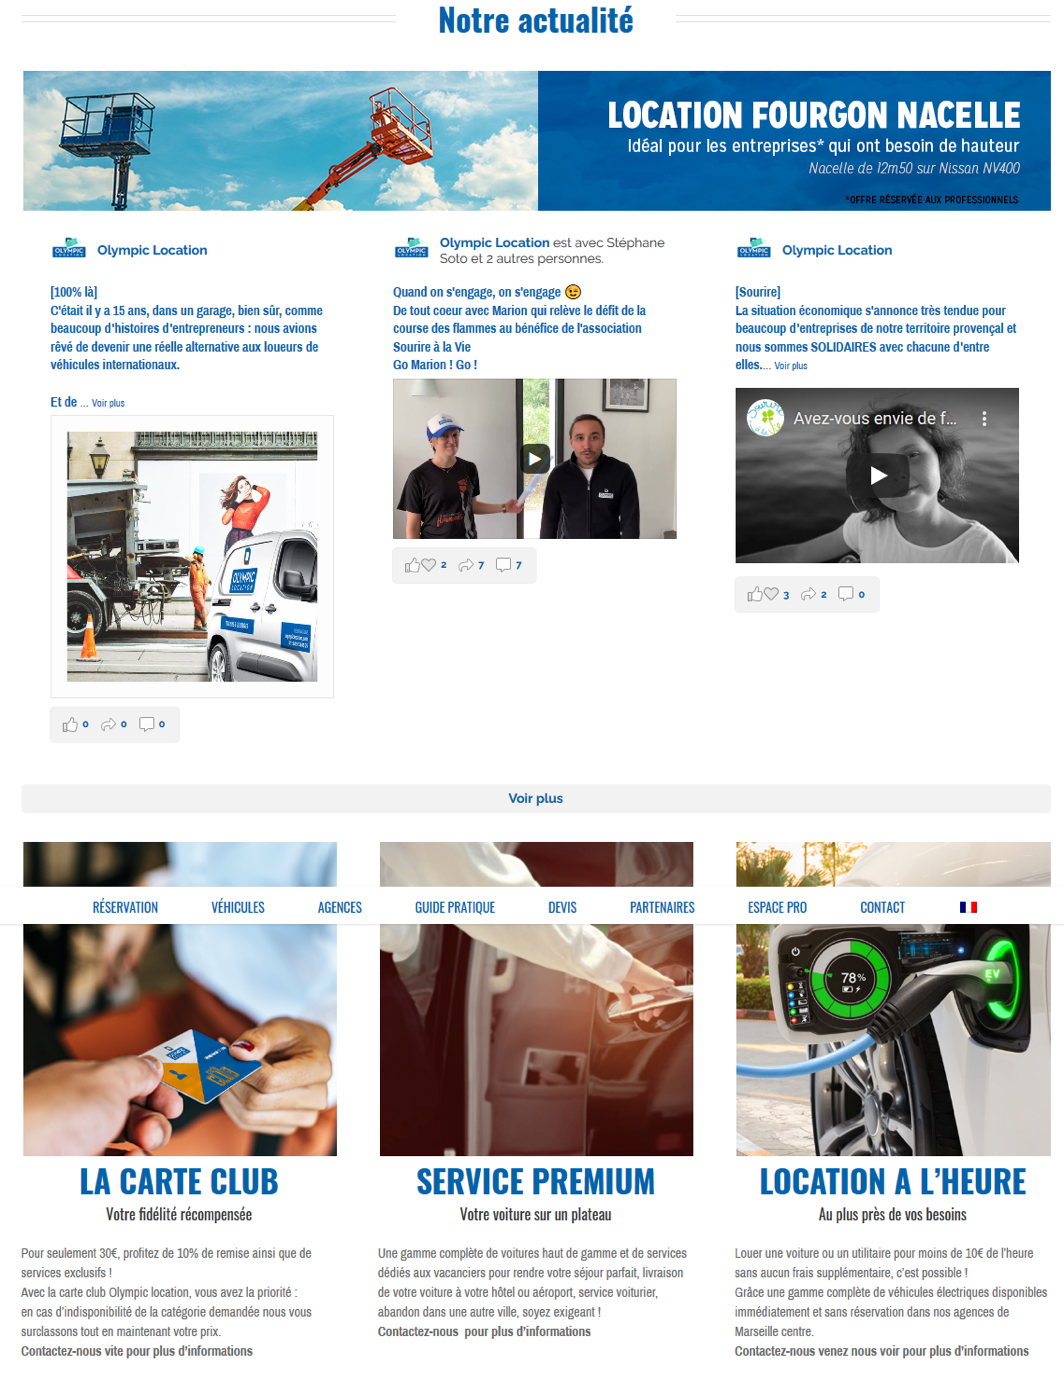 Notre actualité
LOCATION FOURGON NACELLE
Idéal pour les entreprises* qui ont besoin de hauteur
Nacelle de 12m50 sur Nissan NV400
*OFFRE RÉSERVÉE AUX PROFESSIONNELS
OLYMPIC
LOCATION
Olympic Location
[100% là]
C'était il y a 15 ans, dans un garage, bien sûr, comme
beaucoup d'histoires d'entrepreneurs : nous avions
rêvé de devenir une réelle alternative aux loueurs de
véhicules internationaux.
Et de ... Voir plus
OLYMPIC
LOCATION
0 0 0
OLYMPIC
LOCATION
Olympic Location est avec Stéphane
Soto et 2 autres personnes.
Quand on s'engage, on s'engage 😉
De tout coeur avec Marion qui relève le défit de la
course des flammes au bénéfice de l'association
Sourire à la Vie
Go Marion ! Go !
2 7 7
OLYMPIC
LOCATION
Olympic Location
[Sourire]
La situation économique s'annonce très tendue pour
beaucoup d'entreprises de notre territoire provençal et
nous sommes SOLIDAIRES avec chacune d'entre
elles.... Voir plus
Avez-vous envie de f...
3 2 0
Voir plus
RÉSERVATION VÉHICULES AGENCES GUIDE PRATIQUE DEVIS PARTENAIRES ESPACE PRO CONTACT
78%
EV
LA CARTE CLUB
Votre fidélité récompensée
Pour seulement 30€, profitez de 10% de remise ainsi que de
services exclusifs !
Avec la carte club Olympic location, vous avez la priorité :
en cas d'indisponibilité de la catégorie demandée nous vous
surclassons tout en maintenant votre prix.
Contactez-nous vite pour plus d'informations
SERVICE PREMIUM
Votre voiture sur un plateau
Une gamme complète de voitures haut de gamme et de services
dédiés aux vacanciers pour rendre votre séjour parfait, livraison
de votre voiture à votre hôtel ou aéroport, service voiturier,
abandon dans une autre ville, soyez exigeant !
Contactez-nous  pour plus d'informations
LOCATION A L'HEURE
Au plus près de vos besoins
Louer une voiture ou un utilitaire pour moins de 10€ de l'heure
sans aucun frais supplémentaire, c'est possible !
Grâce une gamme complète de véhicules électriques disponibles
immédiatement et sans réservation dans nos agences de
Marseille centre.
Contactez-nous venez nous voir pour plus d'informations